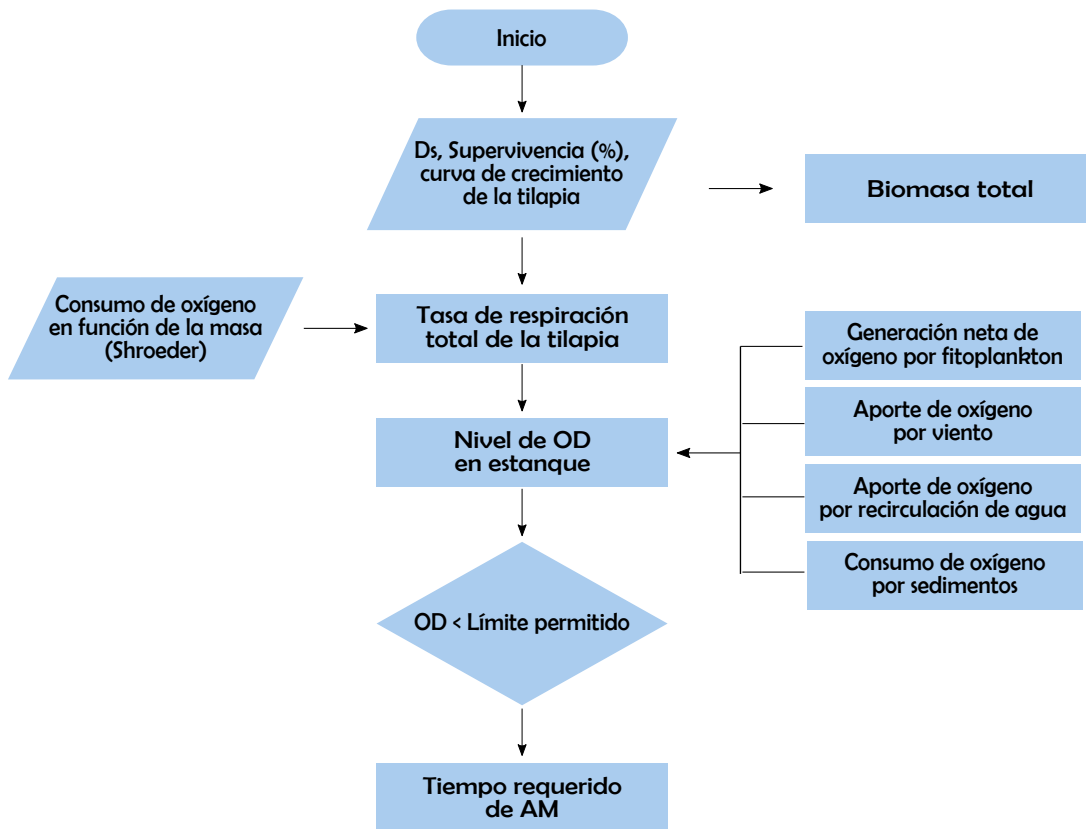 Inicio
Ds, Supervivencia (%),
curva de crecimiento
de la tilapia
Biomasa total
Consumo de oxígeno
en función de la masa
(Shroeder)
Tasa de respiración
total de la tilapia
Generación neta de
oxígeno por fitoplankton
Aporte de oxígeno
por viento
Nivel de OD
en estanque
Aporte de oxígeno
por recirculación de agua
Consumo de oxígeno
por sedimentos
OD < Límite permitido
Tiempo requerido
de AM